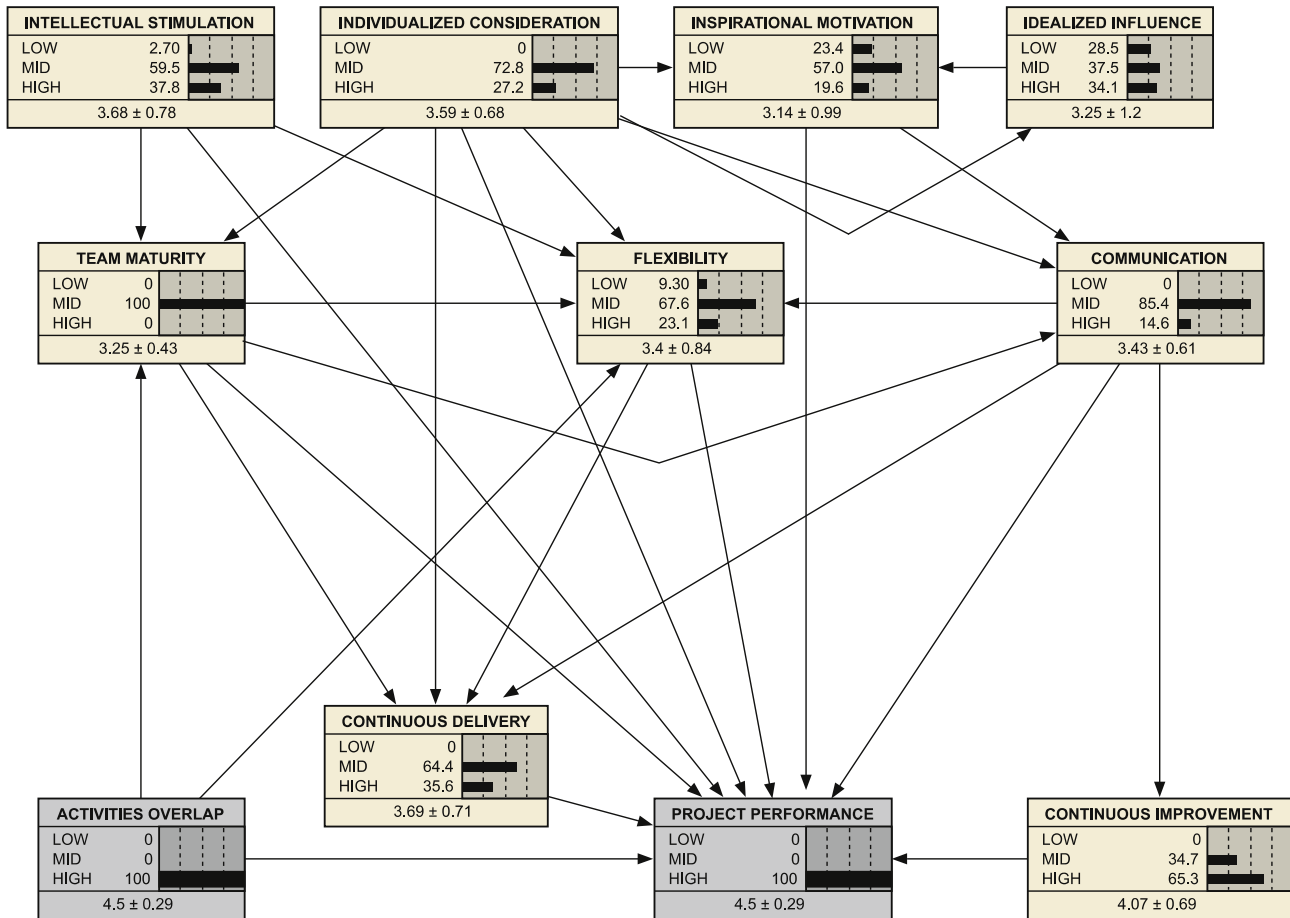 INTELLECTUAL STIMULATION
LOW 2.70
MID 59.5
HIGH 37.8
3.68 ± 0.78
INDIVIDUALIZED CONSIDERATION
LOW 0
MID 72.8
HIGH 27.2
3.59 ± 0.68
INSPIRATIONAL MOTIVATION
LOW 23.4
MID 57.0
HIGH 19.6
3.14 ± 0.99
IDEALIZED INFLUENCE
LOW 28.5
MID 37.5
HIGH 34.1
3.25 ± 1.2
TEAM MATURITY
LOW 0
MID 100
HIGH 0
3.25 ± 0.43
FLEXIBILITY
LOW 9.30
MID 67.6
HIGH 23.1
3.4 ± 0.84
COMMUNICATION
LOW 0
MID 85.4
HIGH 14.6
3.43 ± 0.61
CONTINUOUS DELIVERY
LOW 0
MID 64.4
HIGH 35.6
3.69 ± 0.71
ACTIVITIES OVERLAP
LOW 0
MID 0
HIGH 100
4.5 ± 0.29
PROJECT PERFORMANCE
LOW 0
MID 0
HIGH 100
4.5 ± 0.29
CONTINUOUS IMPROVEMENT
LOW 0
MID 34.7
HIGH 65.3
4.07 ± 0.69